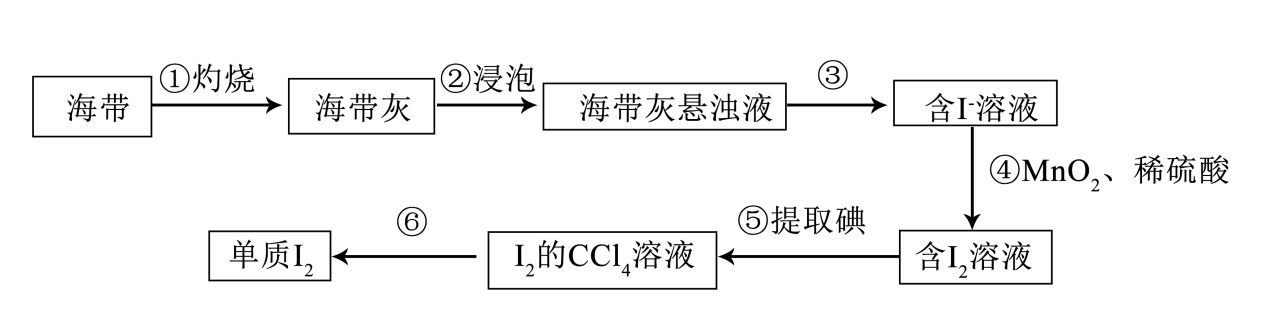 海带
①灼烧
海带灰
②浸泡
海带灰悬浊液
③
含I⁻溶液
④MnO₂、稀硫酸
含I₂溶液
⑤提取碘
I₂的CCl₄溶液
⑥
单质I₂